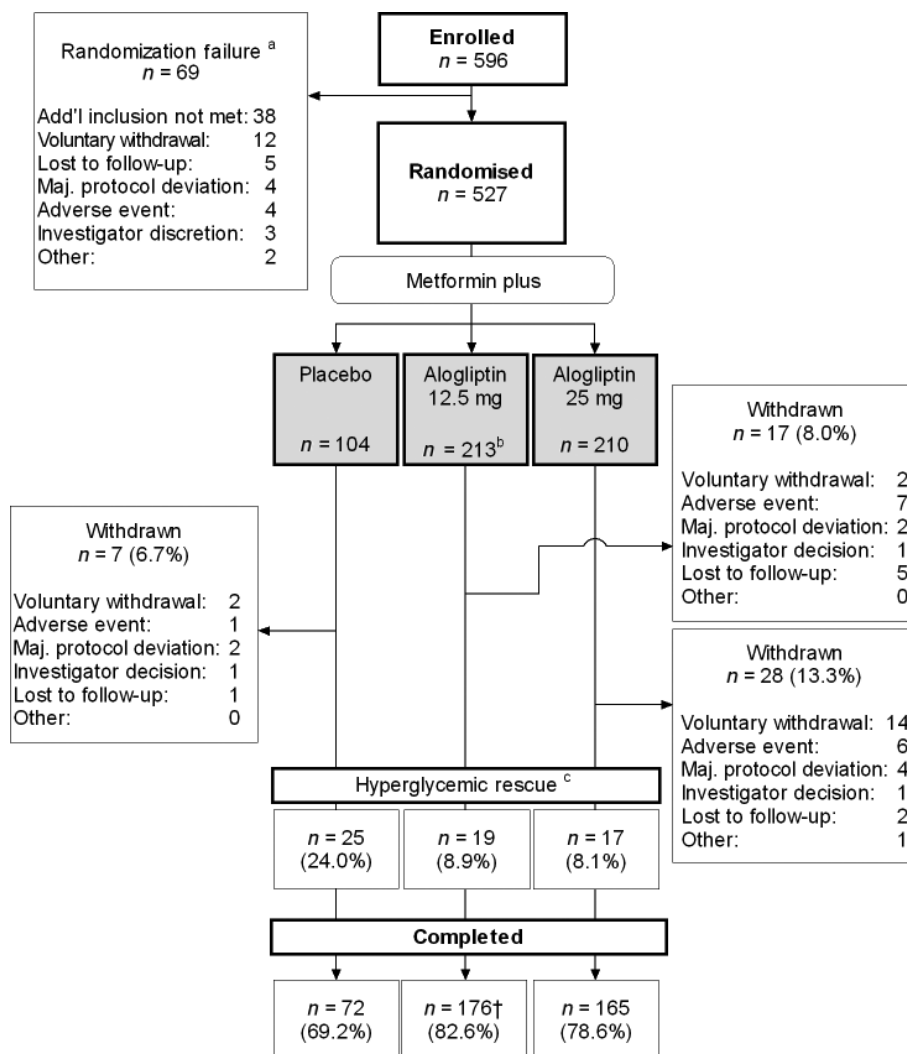 Enrolled
n = 596
Randomization failure a
n = 69
Add'l inclusion not met: 38
Voluntary withdrawal: 12
Lost to follow-up: 5
Maj. protocol deviation: 4
Adverse event: 4
Investigator discretion: 3
Other: 2
Randomised
n = 527
Metformin plus
Placebo
n = 104
Alogliptin
12.5 mg
n = 213b
Alogliptin
25 mg
n = 210
Withdrawn
n = 17 (8.0%)
Voluntary withdrawal: 2
Adverse event: 7
Maj. protocol deviation: 2
Investigator decision: 1
Lost to follow-up: 5
Other: 0
Withdrawn
n = 7 (6.7%)
Voluntary withdrawal: 2
Adverse event: 1
Maj. protocol deviation: 2
Investigator decision: 1
Lost to follow-up: 1
Other: 0
Withdrawn
n = 28 (13.3%)
Voluntary withdrawal: 14
Adverse event: 6
Maj. protocol deviation: 4
Investigator decision: 1
Lost to follow-up: 2
Other: 1
Hyperglycemic rescue c
n = 25
(24.0%)
n = 19
(8.9%)
n = 17
(8.1%)
Completed
n = 72
(69.2%)
n = 176†
(82.6%)
n = 165
(78.6%)